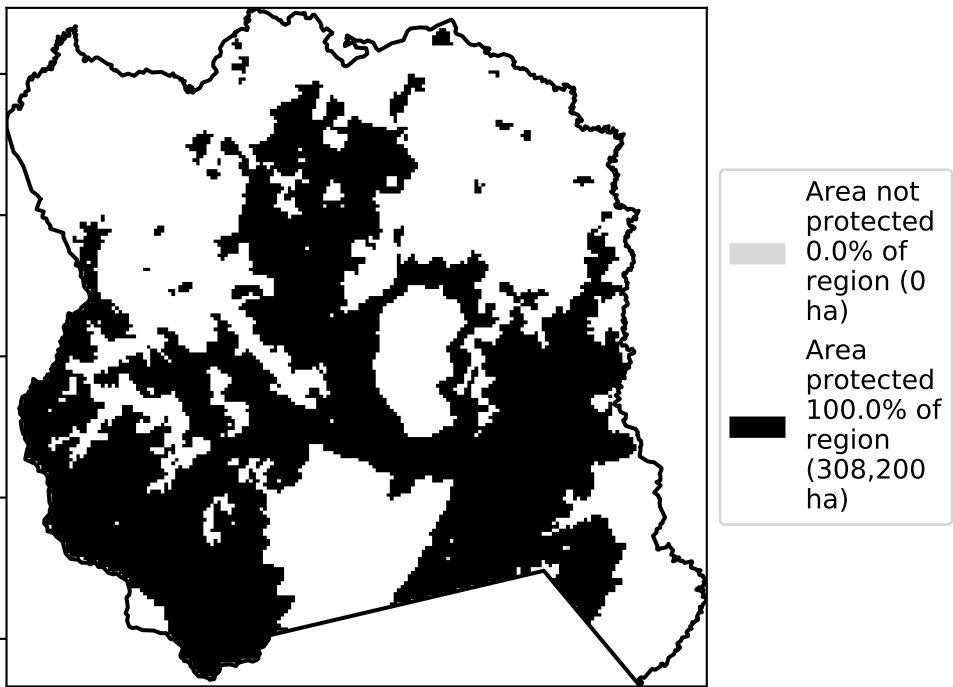 Area not
protected
0.0% of
region (0
ha)
Area
protected
100.0% of
region
(308,200
ha)